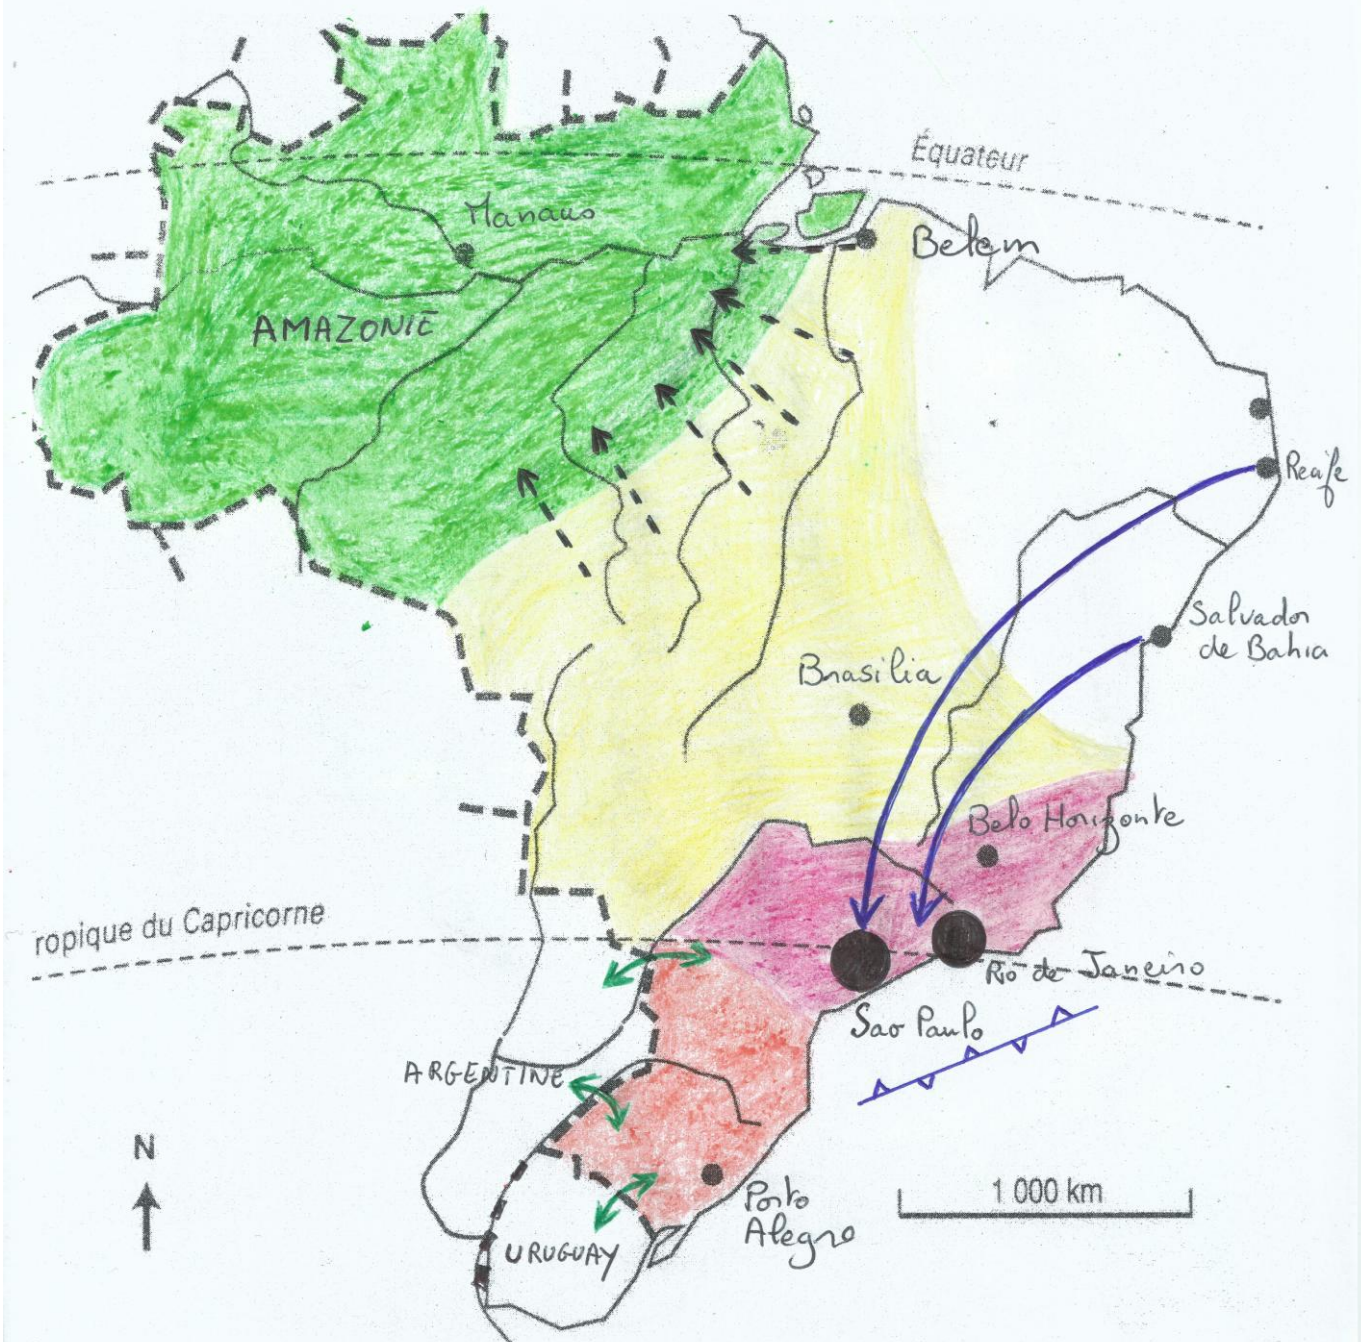 Équateur
Manaus
Belem
AMAZONIE
Recife
Salvador
de Bahia
Brasilia
Belo Horizonte
ropique du Capricorne
Rio de Janeiro
Sao Paulo
ARGENTINE
N
1 000 km
Porto
Alegro
URUGUAY